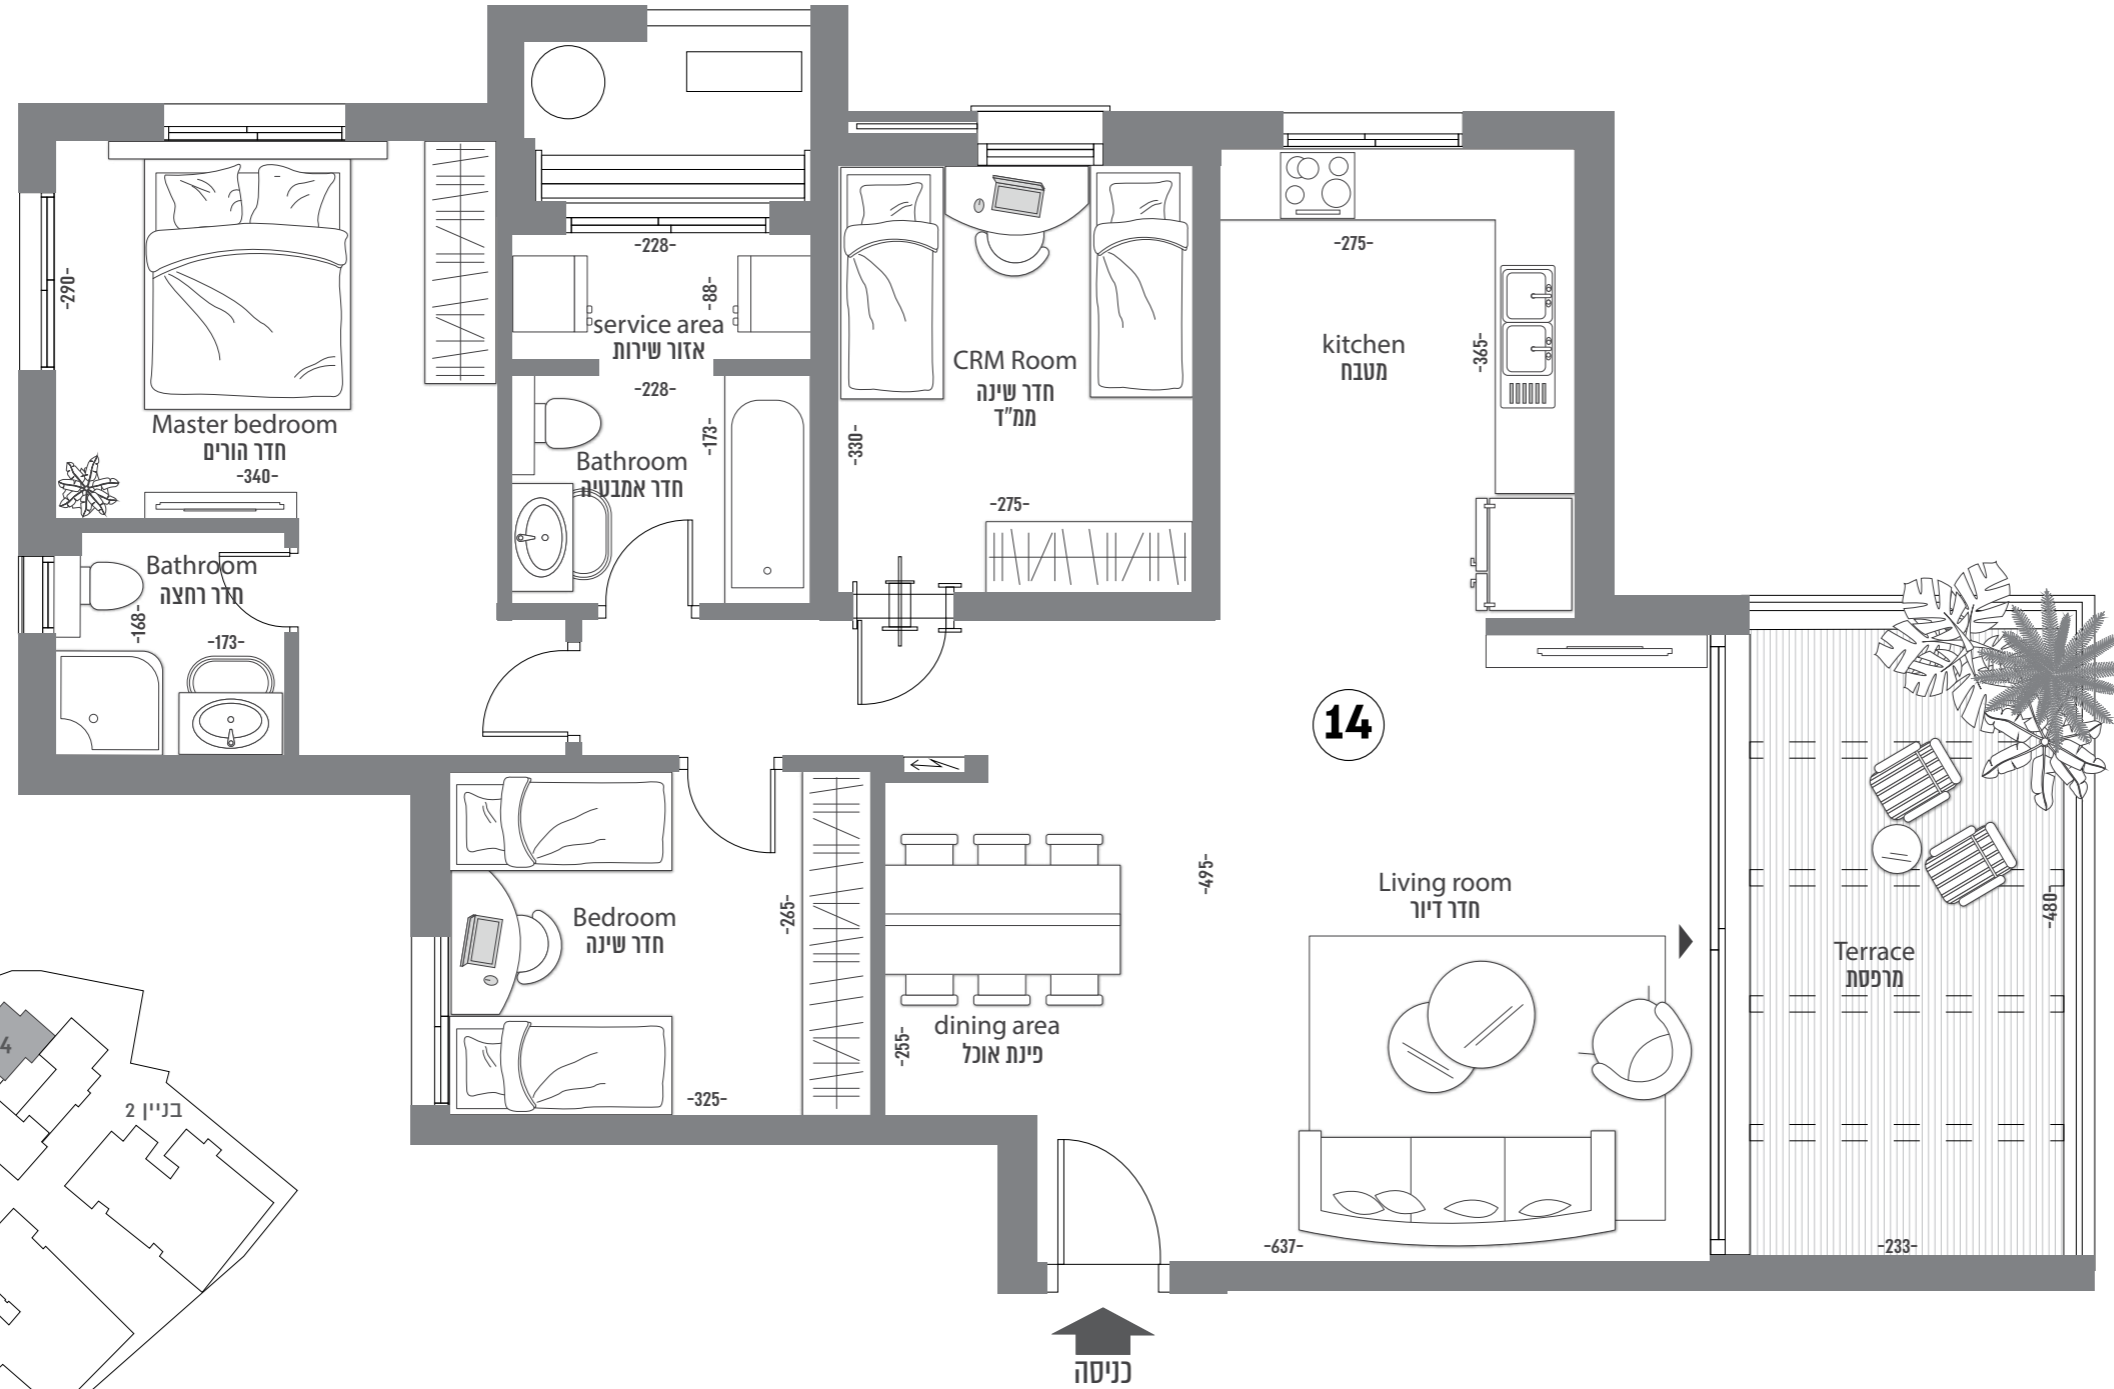 -228-
-88-
service area
אזור שירות
-290-
Master bedroom
חדר הורים
-340-
-228-
-173-
Bathroom
חדר אמבטיה
CRM Room
חדר שינה
ממ"ד
-330-
-275-
-275-
kitchen
מטבח
-365-
Bathroom
חדר רחצה
-168-
-173-
14
Bedroom
חדר שינה
-265-
-325-
-495-
Living room
חדר דיור
dining area
פינת אוכל
-255-
-637-
Terrace
מרפסת
-480-
-233-
4
בניין 2
כניסה